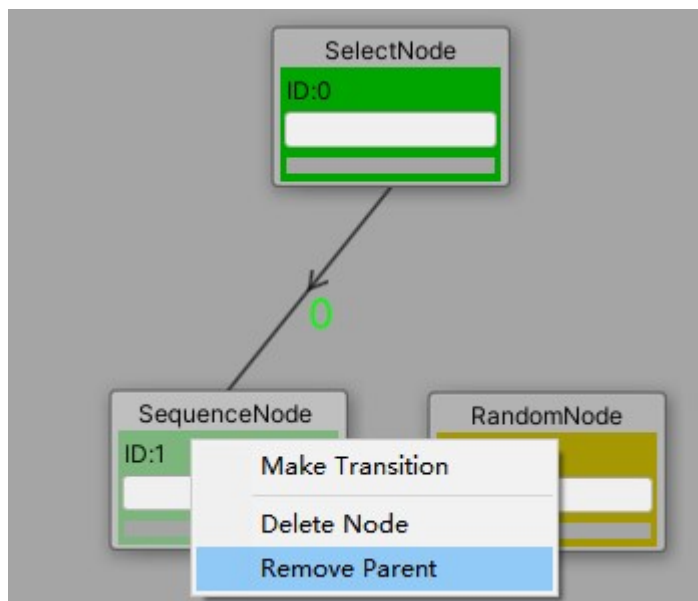 SelectNode
ID:0
0
SequenceNode
RandomNode
ID:1
Make Transition
Delete Node
Remove Parent